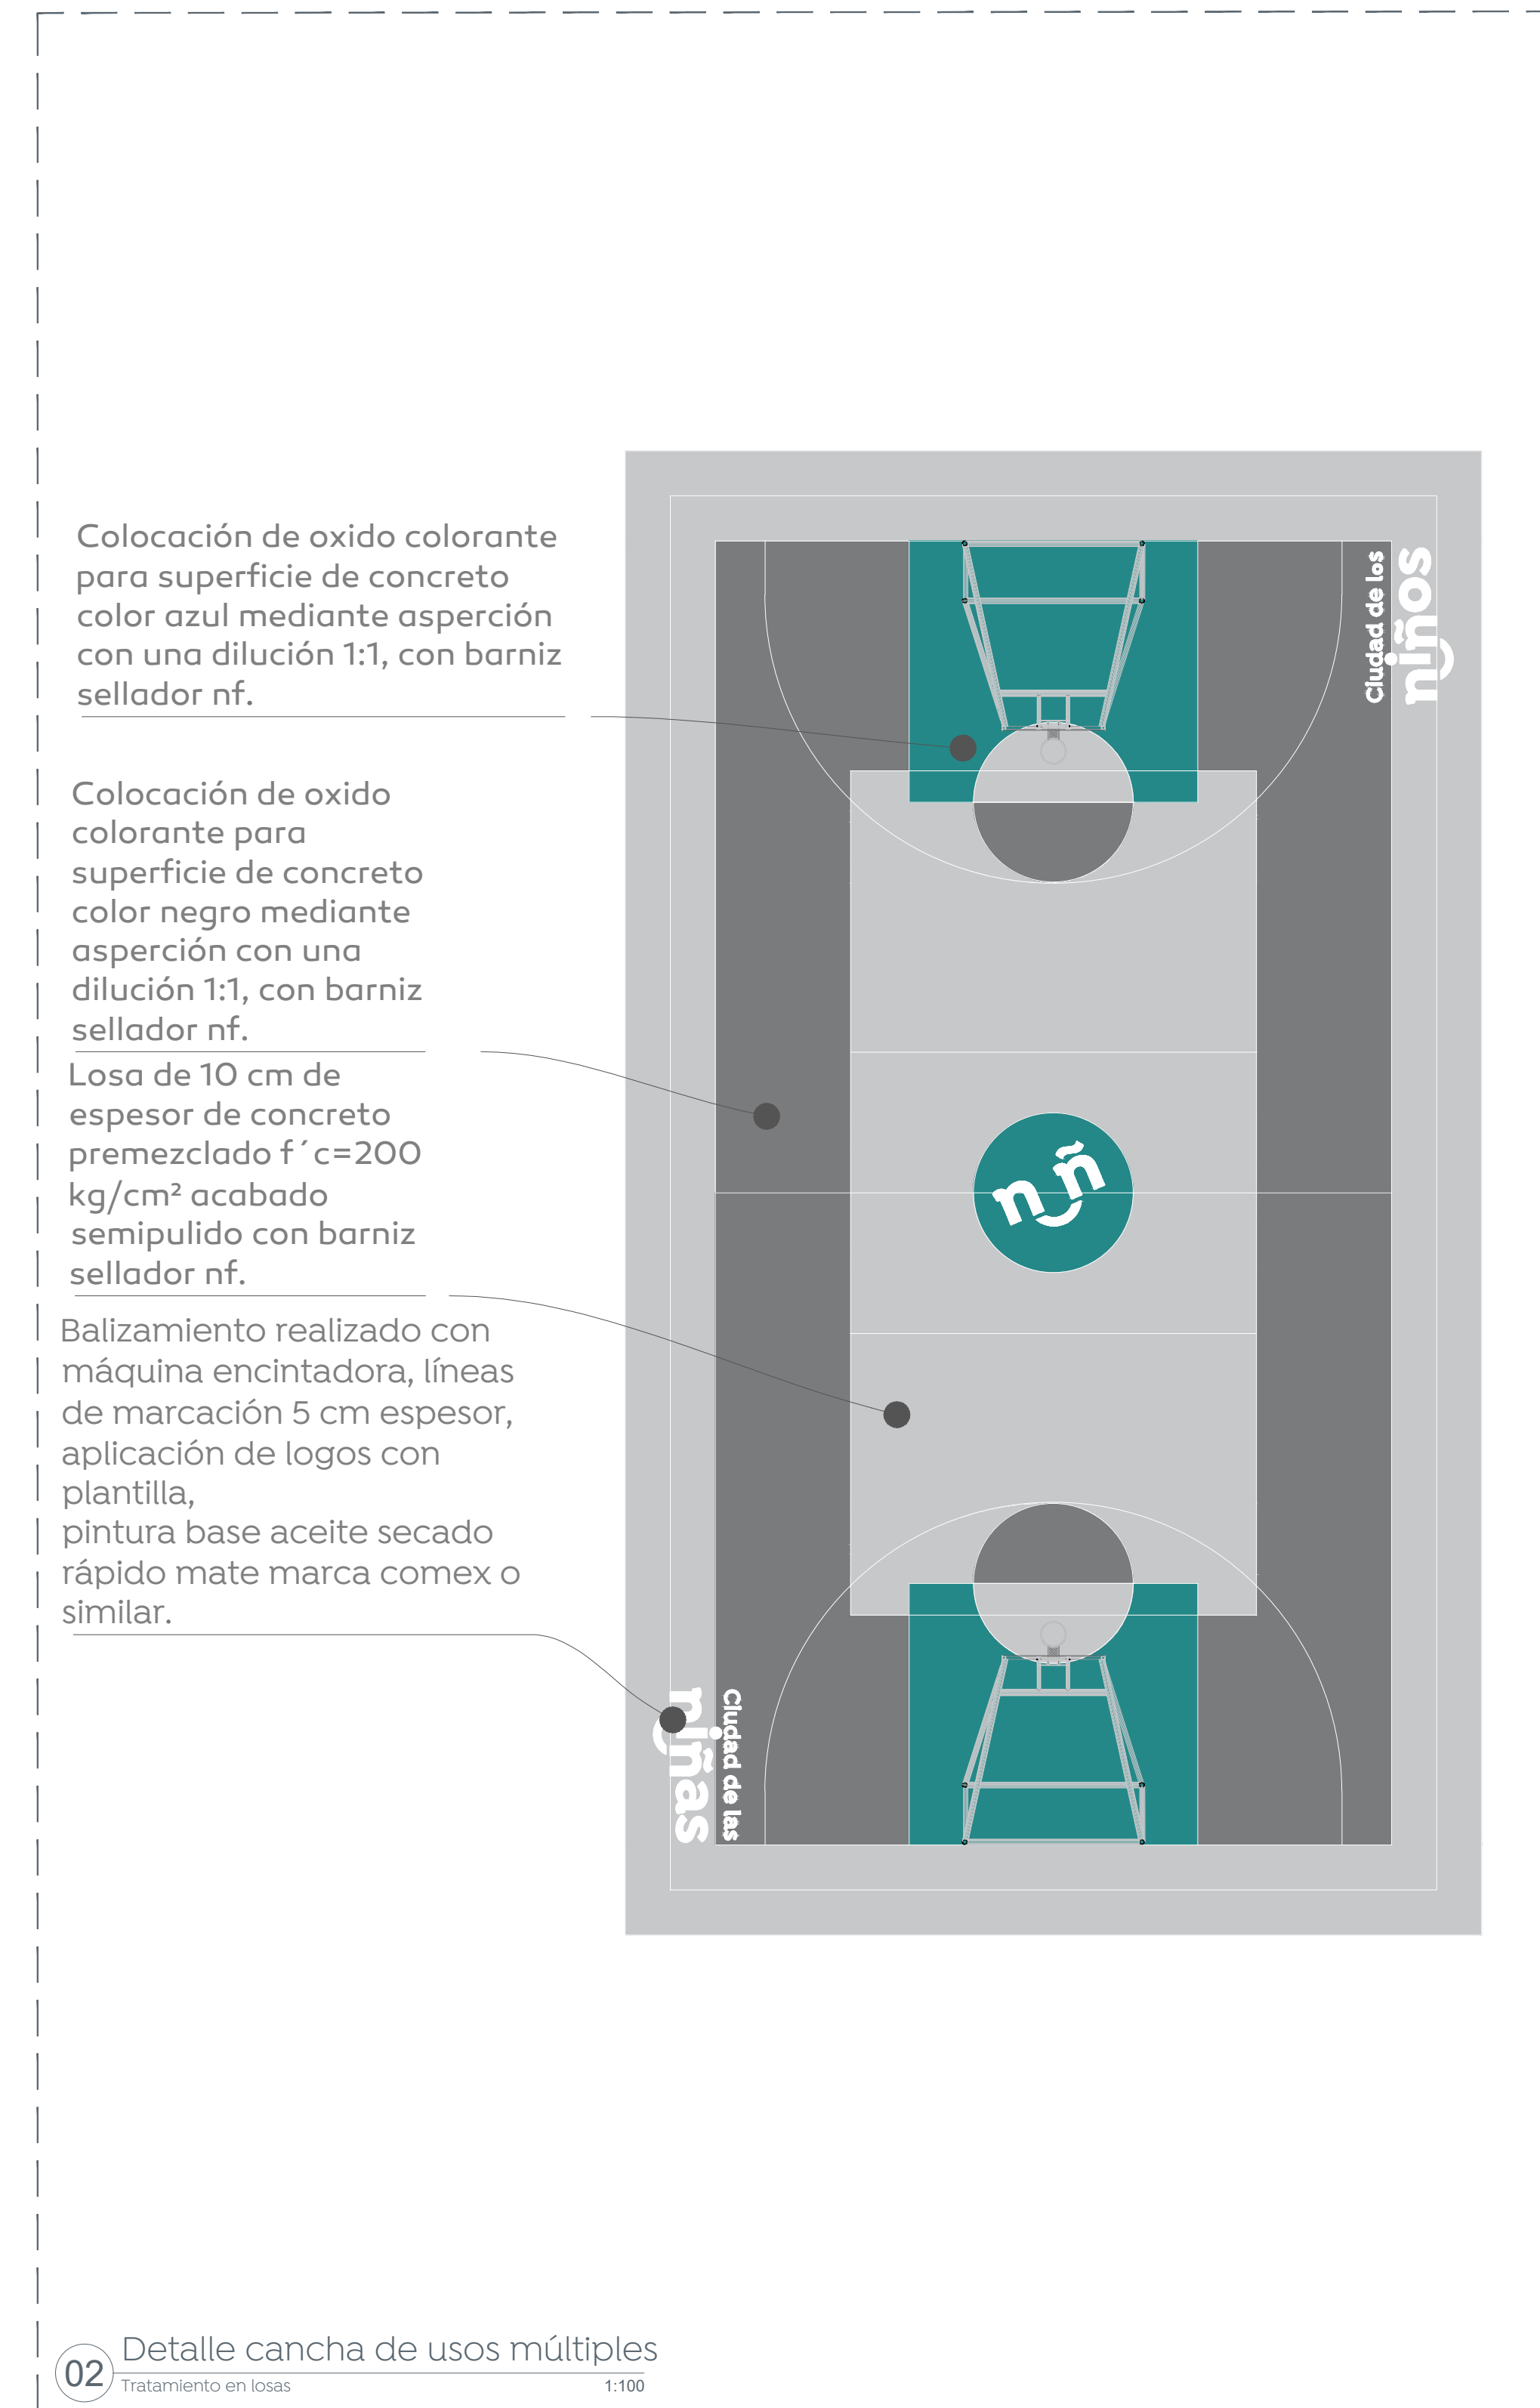 Colocación de oxido colorante
para superficie de concreto
color azul mediante asperción
con una dilución 1:1, con barniz
sellador nf.
Colocación de oxido
colorante para
superficie de concreto
color negro mediante
asperción con una
dilución 1:1, con barniz
sellador nf.
Losa de 10 cm de
espesor de concreto
premezclado f´c=200
kg/cm² acabado
semipulido con barniz
sellador nf.
Balizamiento realizado con
máquina encintadora, líneas
de marcación 5 cm espesor,
aplicación de logos con
plantilla,
pintura base aceite secado
rápido mate marca comex o
similar.
Ciudad de los
niños
n ñ
Ciudad de las
niñas
02
Detalle cancha de usos múltiples
Tratamiento en losas
1:100